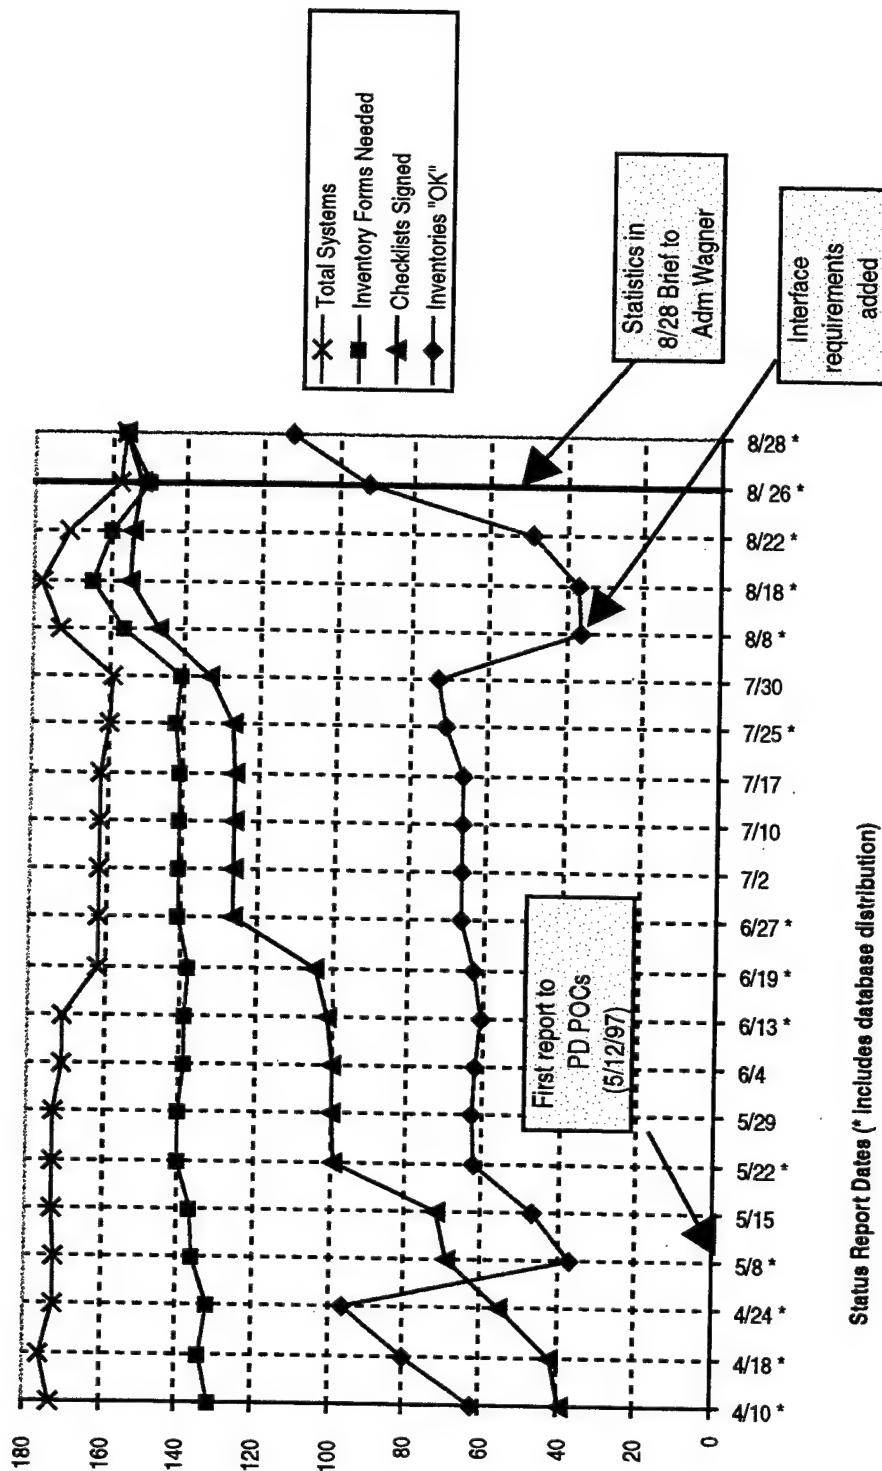 180
160
140
120
100
80
60
40
20
0
4/10 *
4/18 *
4/24 *
5/8 *
5/15
5/22 *
5/29
6/4
6/13 *
6/19 *
6/27 *
7/2
7/10
7/17
7/25 *
7/30
8/8 *
8/18 *
8/22 *
8/ 26 *
8/28 *
Status Report Dates (* includes database distribution)
First report to
PD POCs
(5/12/97)
Total Systems
Inventory Forms Needed
Checklists Signed
Inventories "OK"
Statistics in
8/28 Brief to
Adm Wagner
Interface
requirements
added